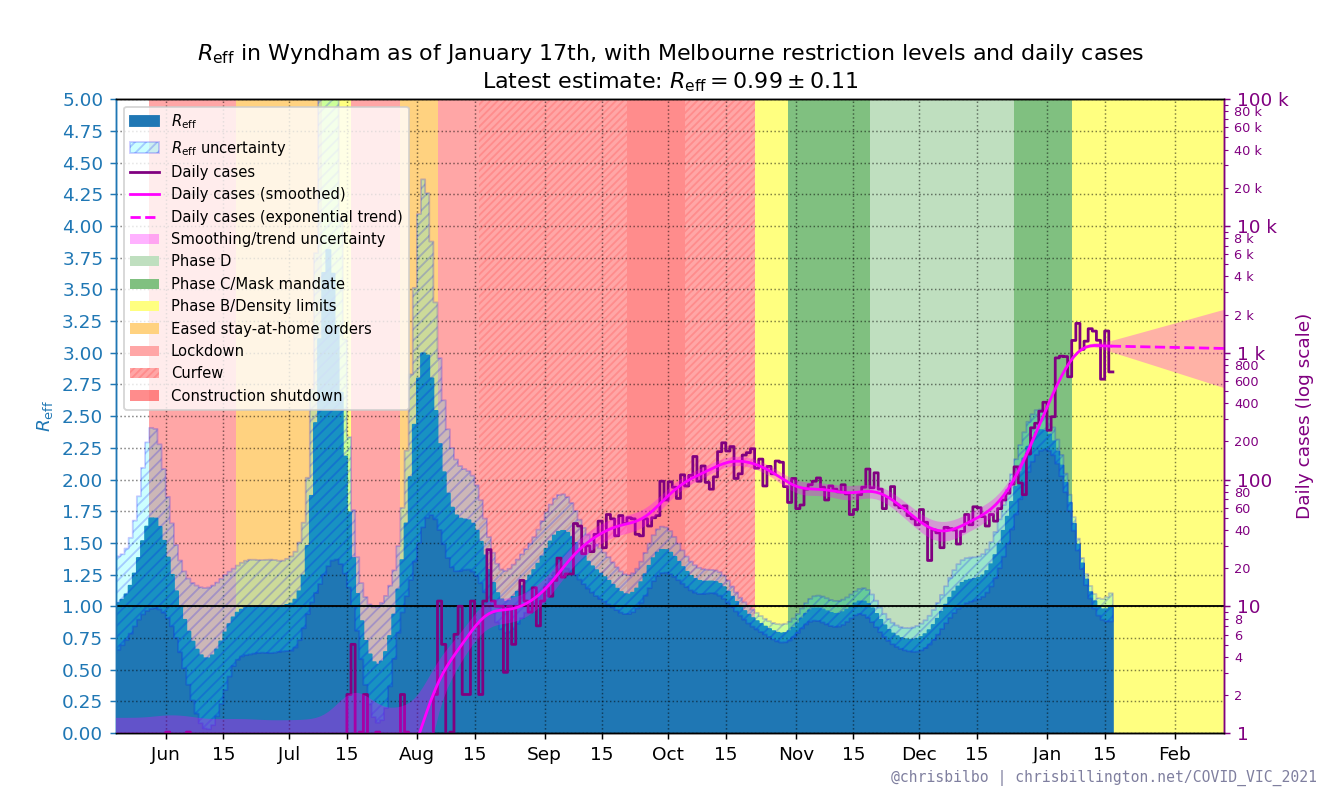 R_eff in Wyndham as of January 17th, with Melbourne restriction levels and daily cases
Latest estimate: R_eff = 0.99 ± 0.11
R_eff
R_eff uncertainty
Daily cases
Daily cases (smoothed)
Daily cases (exponential trend)
Smoothing/trend uncertainty
Phase D
Phase C/Mask mandate
Phase B/Density limits
Eased stay-at-home orders
Lockdown
Curfew
Construction shutdown
R_eff
5.00
4.75
4.50
4.25
4.00
3.75
3.50
3.25
3.00
2.75
2.50
2.25
2.00
1.75
1.50
1.25
1.00
0.75
0.50
0.25
0.00
Jun 15 Jul 15 Aug 15 Sep 15 Oct 15 Nov 15 Dec 15 Jan 15 Feb
100 k
80 k
60 k
40 k
20 k
10 k
8 k
6 k
4 k
2 k
1 k
800
600
400
200
100
80
60
40
20
10
8
6
4
2
1
Daily cases (log scale)
@chrisbilbo | chrisbillington.net/COVID_VIC_2021